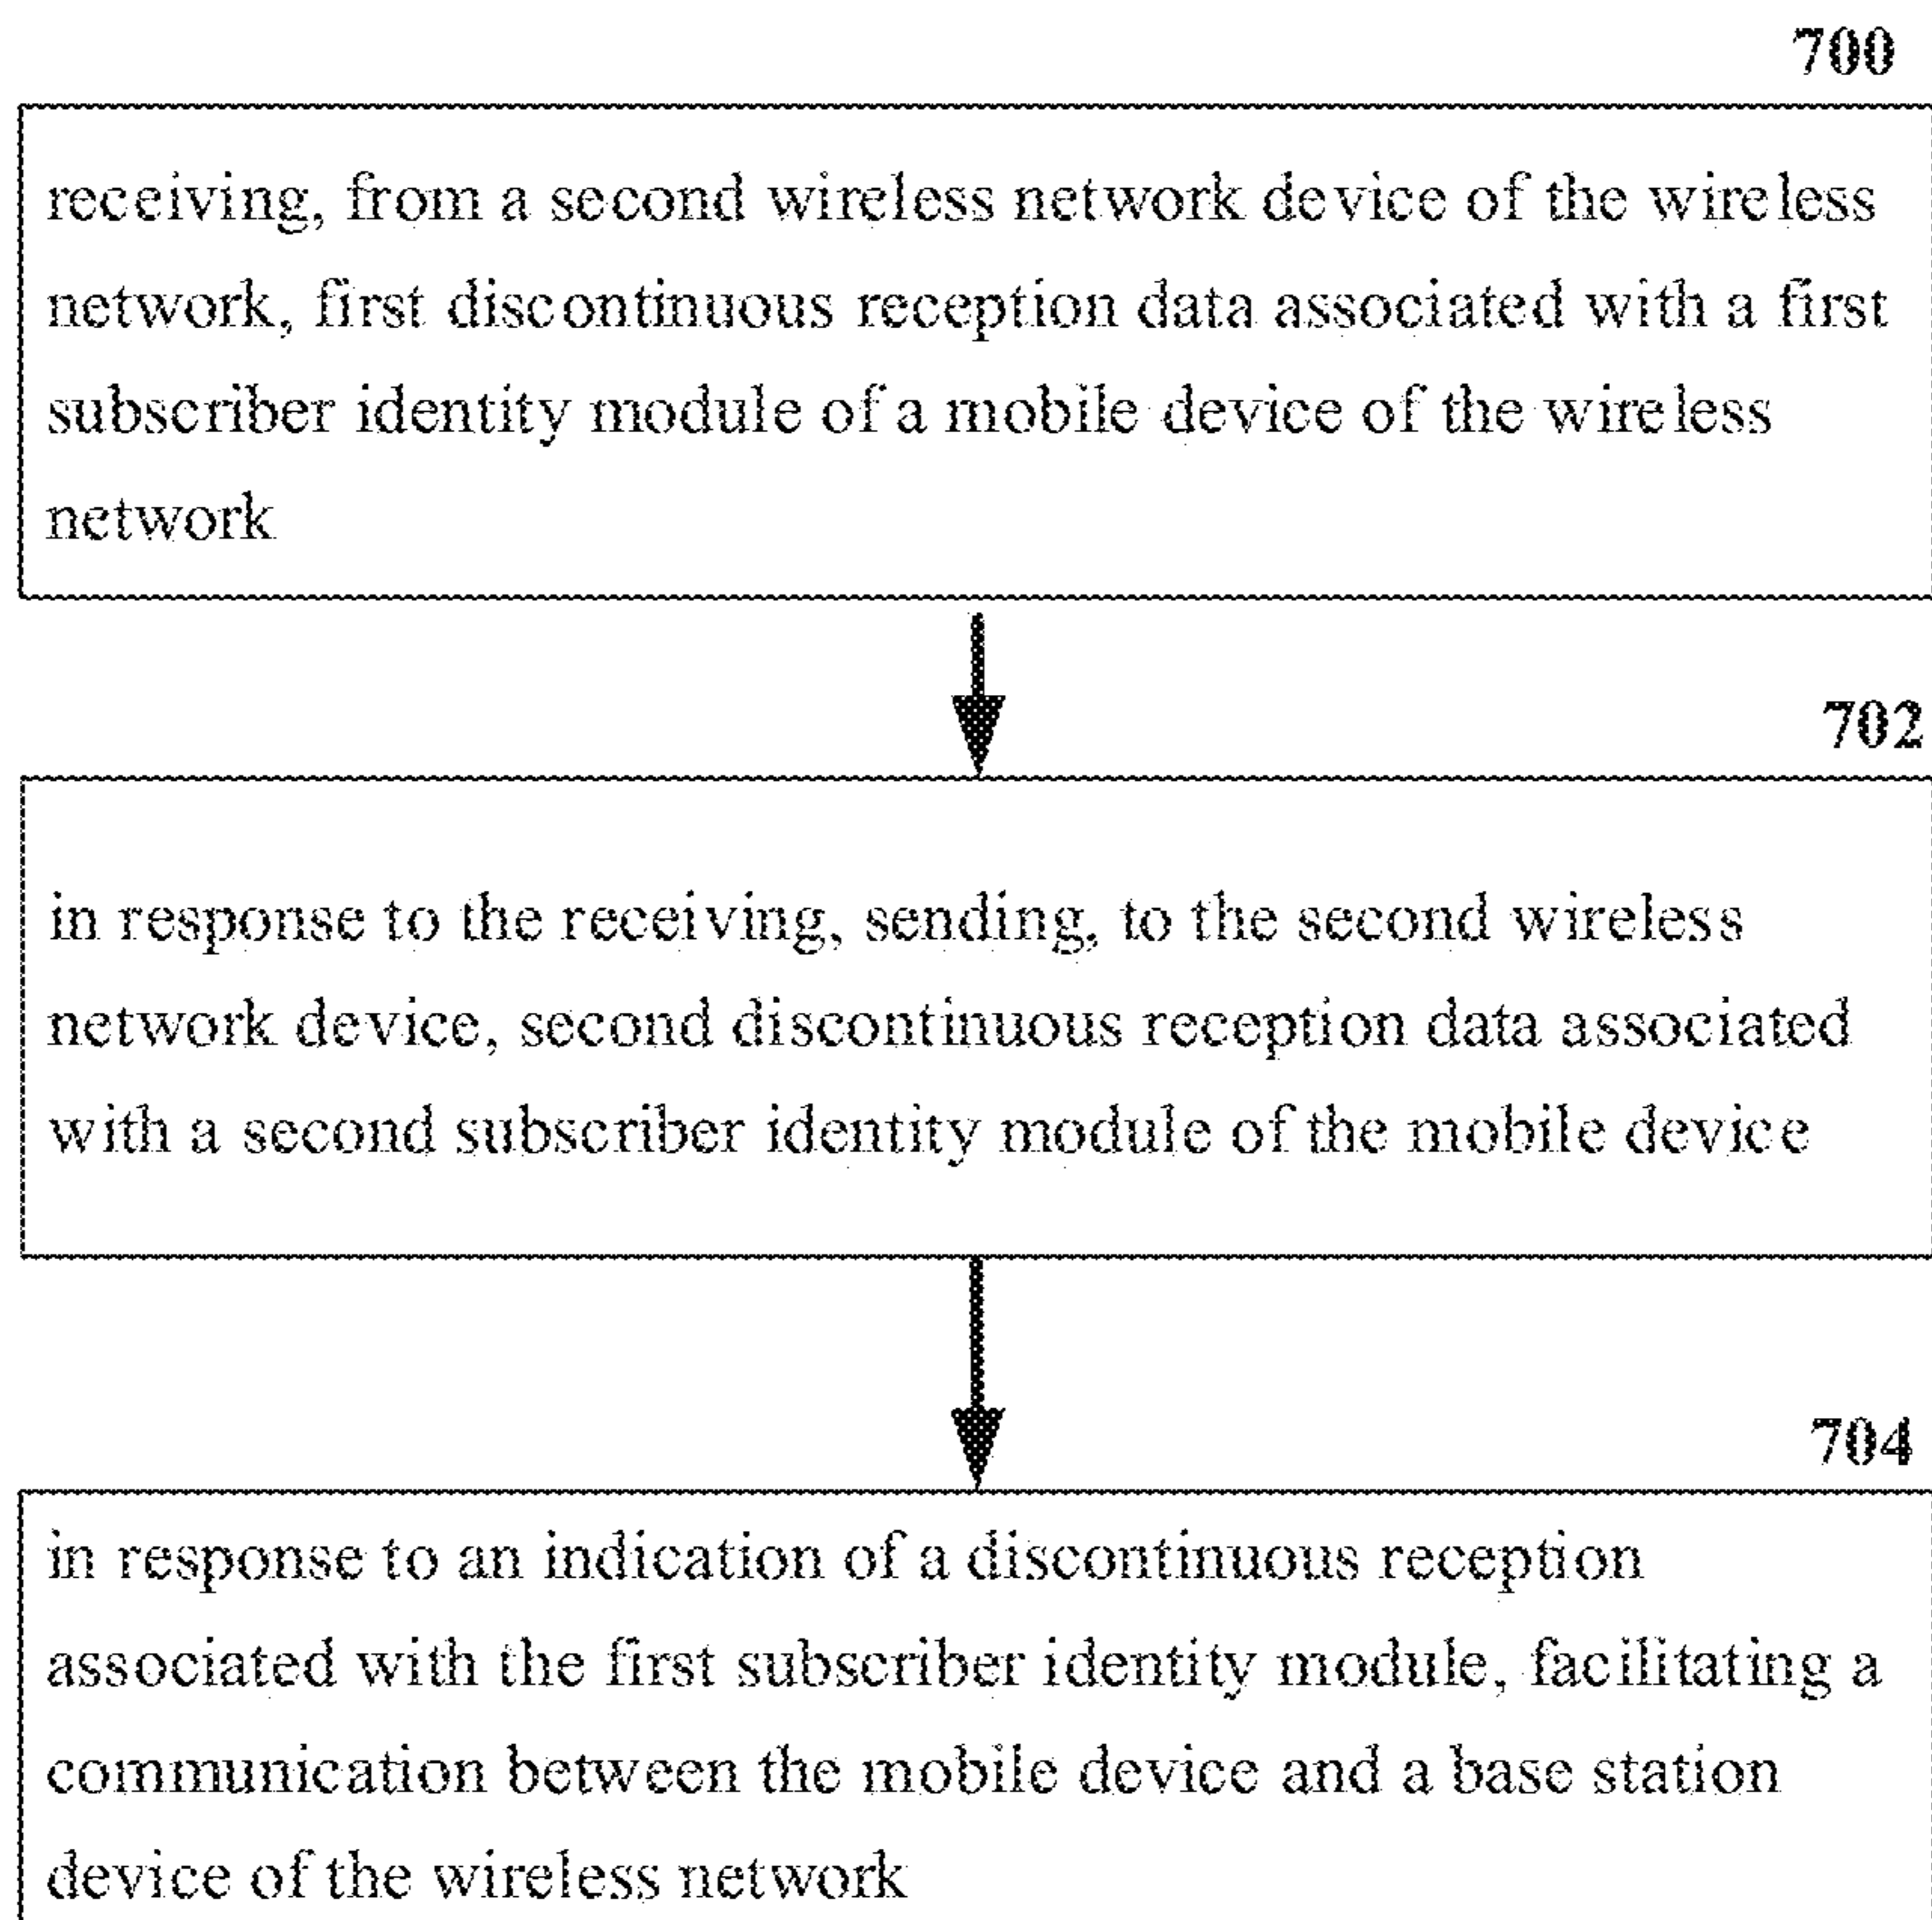 700
receiving, from a second wireless network device of the wireless
network, first discontinuous reception data associated with a first
subscriber identity module of a mobile device of the wireless
network
702
in response to the receiving, sending, to the second wireless
network device, second discontinuous reception data associated
with a second subscriber identity module of the mobile device
704
in response to an indication of a discontinuous reception
associated with the first subscriber identity module, facilitating a
communication between the mobile device and a base station
device of the wireless network